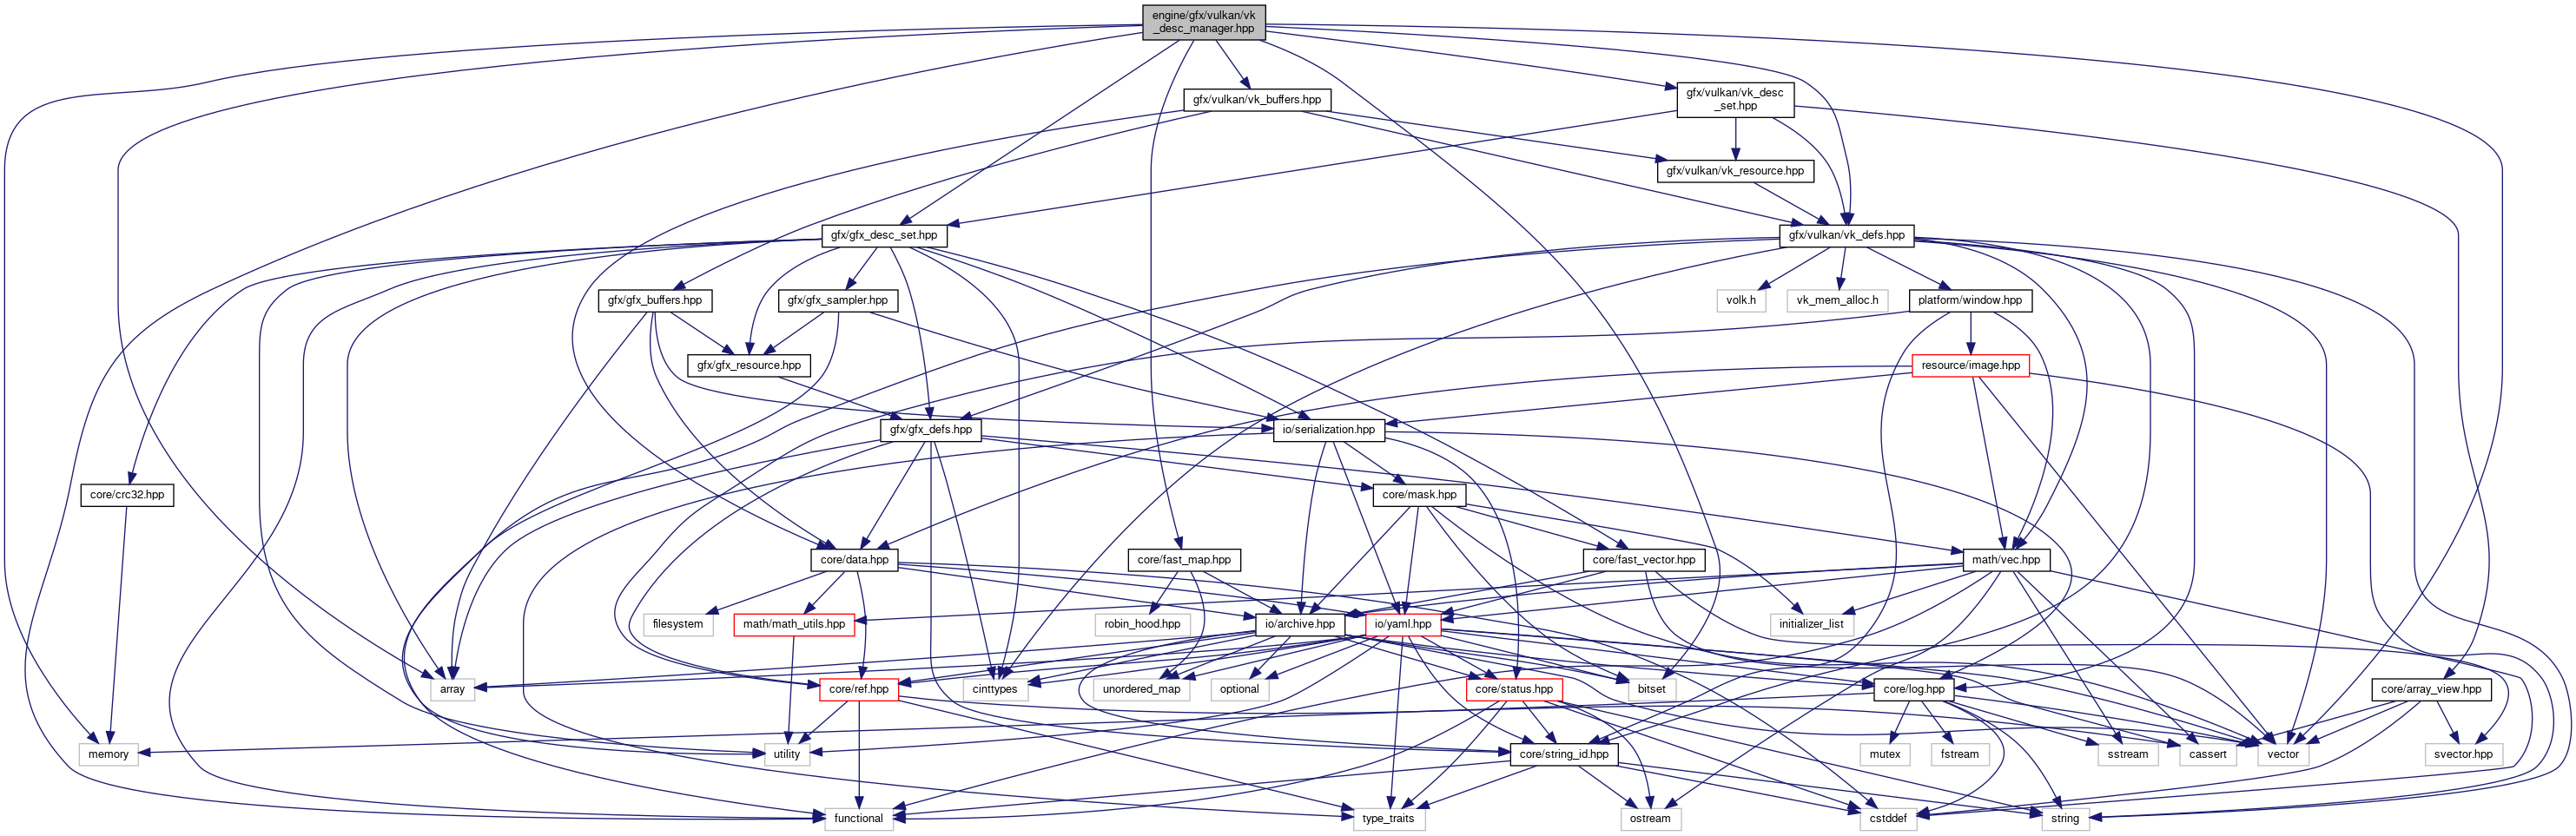 engine/gfx/vulkan/vk
_desc_manager.hpp
gfx/vulkan/vk_buffers.hpp
gfx/vulkan/vk_desc
_set.hpp
gfx/vulkan/vk_resource.hpp
gfx/gfx_desc_set.hpp
gfx/vulkan/vk_defs.hpp
gfx/gfx_buffers.hpp
gfx/gfx_sampler.hpp
volk.h
vk_mem_alloc.h
platform/window.hpp
gfx/gfx_resource.hpp
resource/image.hpp
gfx/gfx_defs.hpp
io/serialization.hpp
core/crc32.hpp
core/mask.hpp
core/data.hpp
core/fast_map.hpp
core/fast_vector.hpp
math/vec.hpp
filesystem
math/math_utils.hpp
robin_hood.hpp
io/archive.hpp
io/yaml.hpp
initializer_list
array
core/ref.hpp
cinttypes
unordered_map
optional
core/status.hpp
bitset
core/log.hpp
core/array_view.hpp
memory
utility
core/string_id.hpp
mutex
fstream
sstream
cassert
vector
svector.hpp
functional
type_traits
ostream
cstddef
string